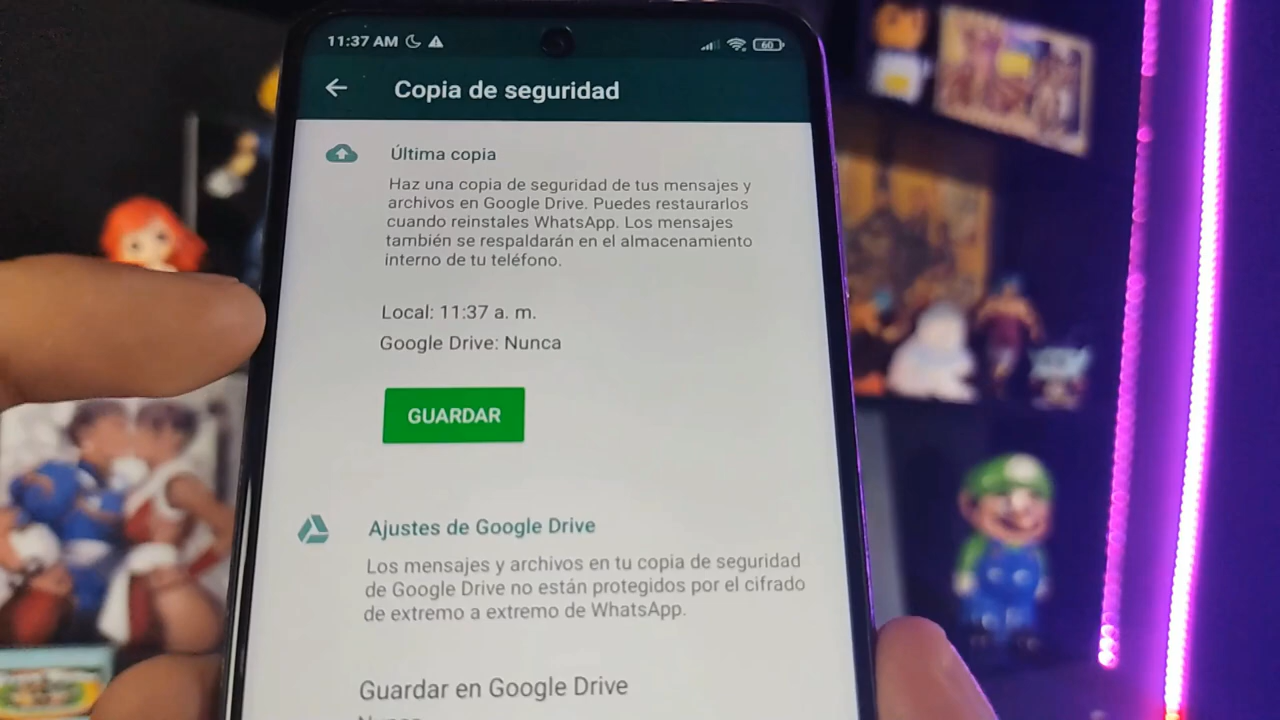 11:37 AM
60
Copia de seguridad
Última copia
Haz una copia de seguridad de tus mensajes y
archivos en Google Drive. Puedes restaurarlos
cuando reinstales WhatsApp. Los mensajes
también se respaldarán en el almacenamiento
interno de tu teléfono.
Local: 11:37 a. m.
Google Drive: Nunca
GUARDAR
Ajustes de Google Drive
Los mensajes y archivos en tu copia de seguridad
de Google Drive no están protegidos por el cifrado
de extremo a extremo de WhatsApp.
Guardar en Google Drive
Nunca